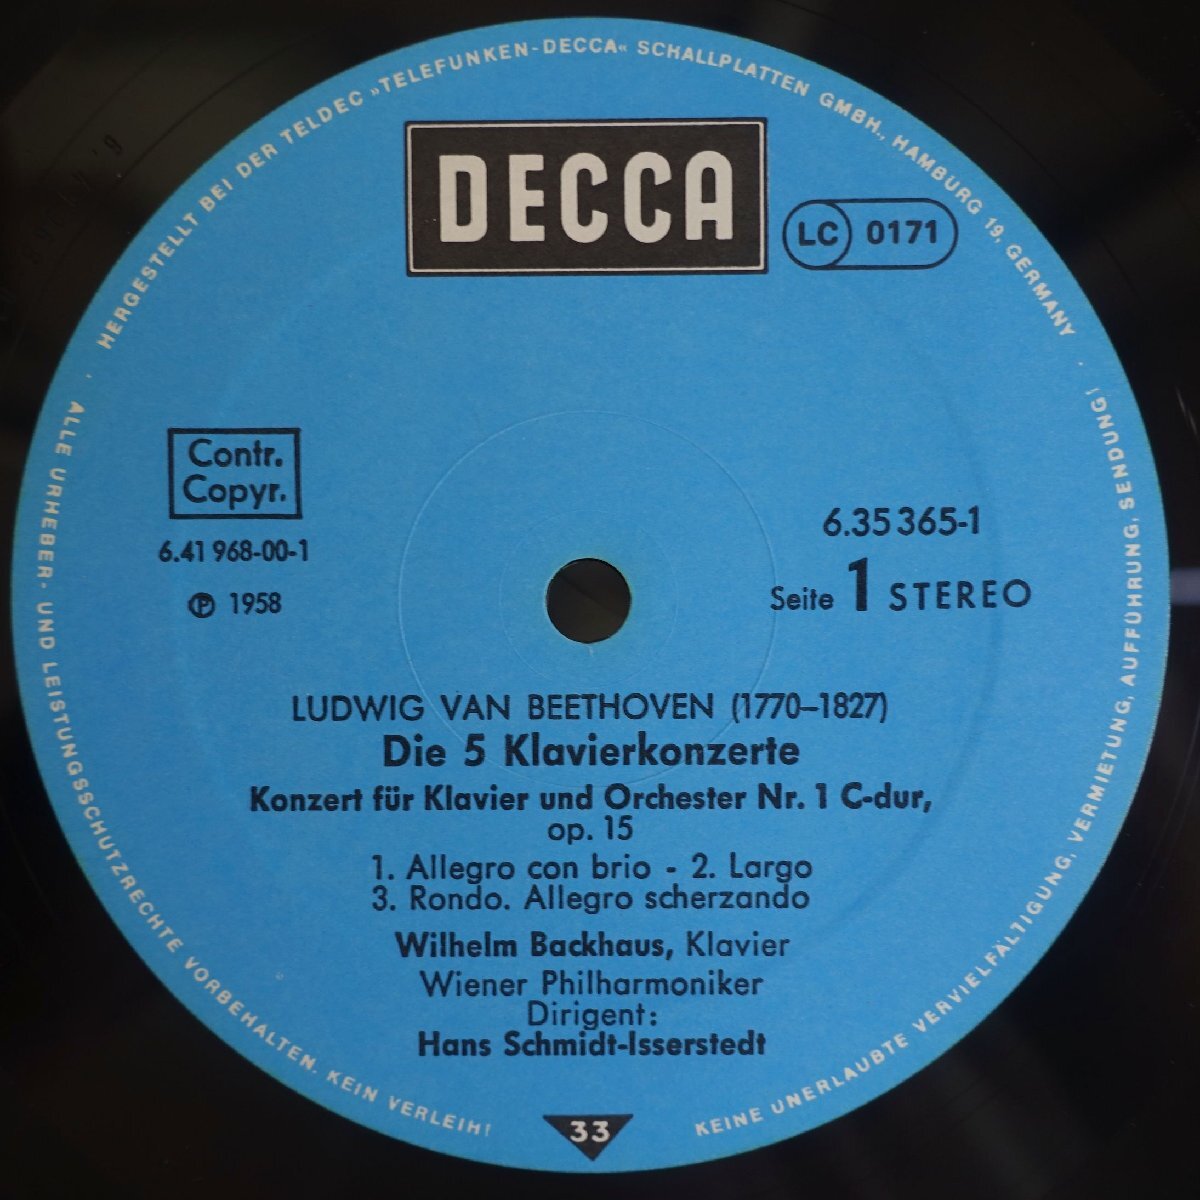 HERGESTELLT BEI DER TELDEC »TELEFUNKEN-DECCA« SCHALLPLATTEN GMBH., HAMBURG 19, GERMANY
DECCA
LC 0171
Contr.
Copyr.
6.41 968-00-1
℗ 1958
6.35 365-1
Seite 1 STEREO
LUDWIG VAN BEETHOVEN (1770–1827)
Die 5 Klavierkonzerte
Konzert für Klavier und Orchester Nr. 1 C-dur,
op. 15
1. Allegro con brio - 2. Largo
3. Rondo. Allegro scherzando
Wilhelm Backhaus, Klavier
Wiener Philharmoniker
Dirigent:
Hans Schmidt-Isserstedt
33
ALLE URHEBER- UND LEISTUNGSSCHUTZRECHTE VORBEHALTEN. KEIN VERLEIH!
KEINE UNERLAUBTE VERVIELFÄLTIGUNG, VERMIETUNG, AUFFÜHRUNG, SENDUNG!